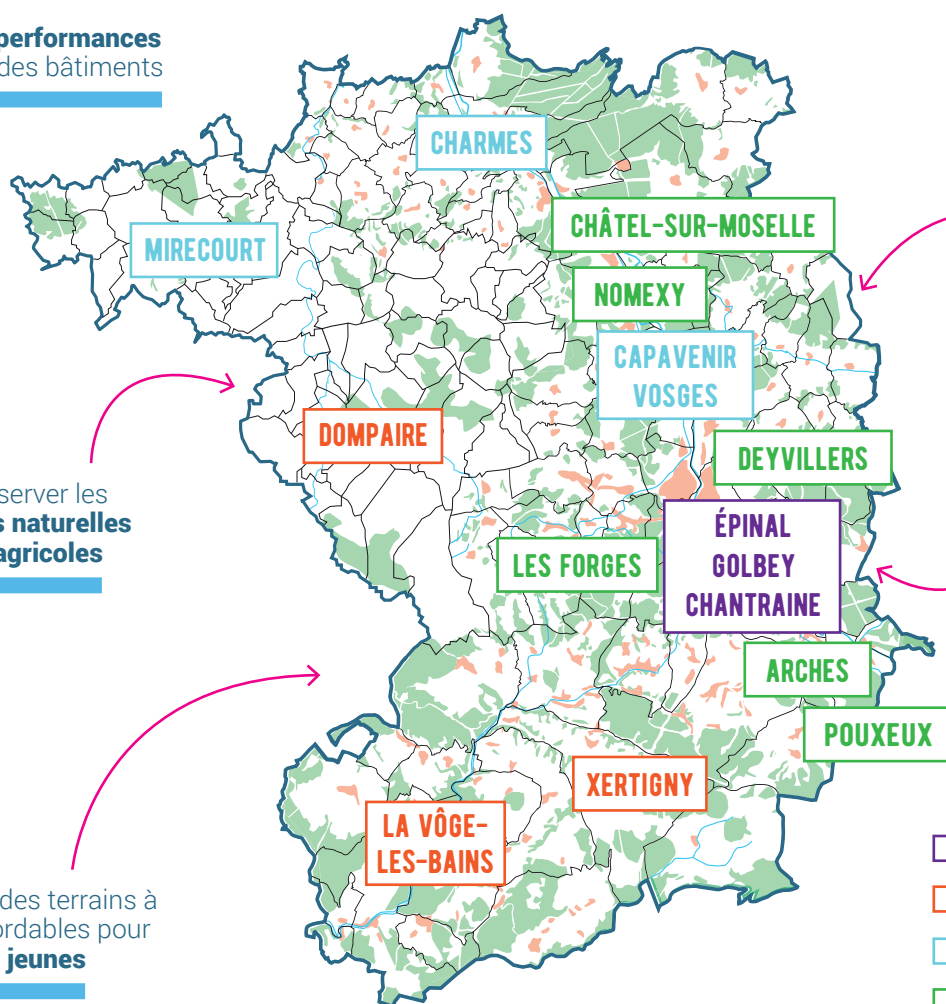 performances
des bâtiments
CHARMES
CHÂTEL-SUR-MOSELLE
MIRECOURT
NOMEXY
CAPAVENIR
VOSGES
DOMPAIRE
DEYVILLERS
server les
s naturelles
agricoles
ÉPINAL
GOLBEY
CHANTRAINE
LES FORGES
ARCHES
POUXEUX
XERTIGNY
LA VÔGE-
LES-BAINS
des terrains à
ordables pour
jeunes